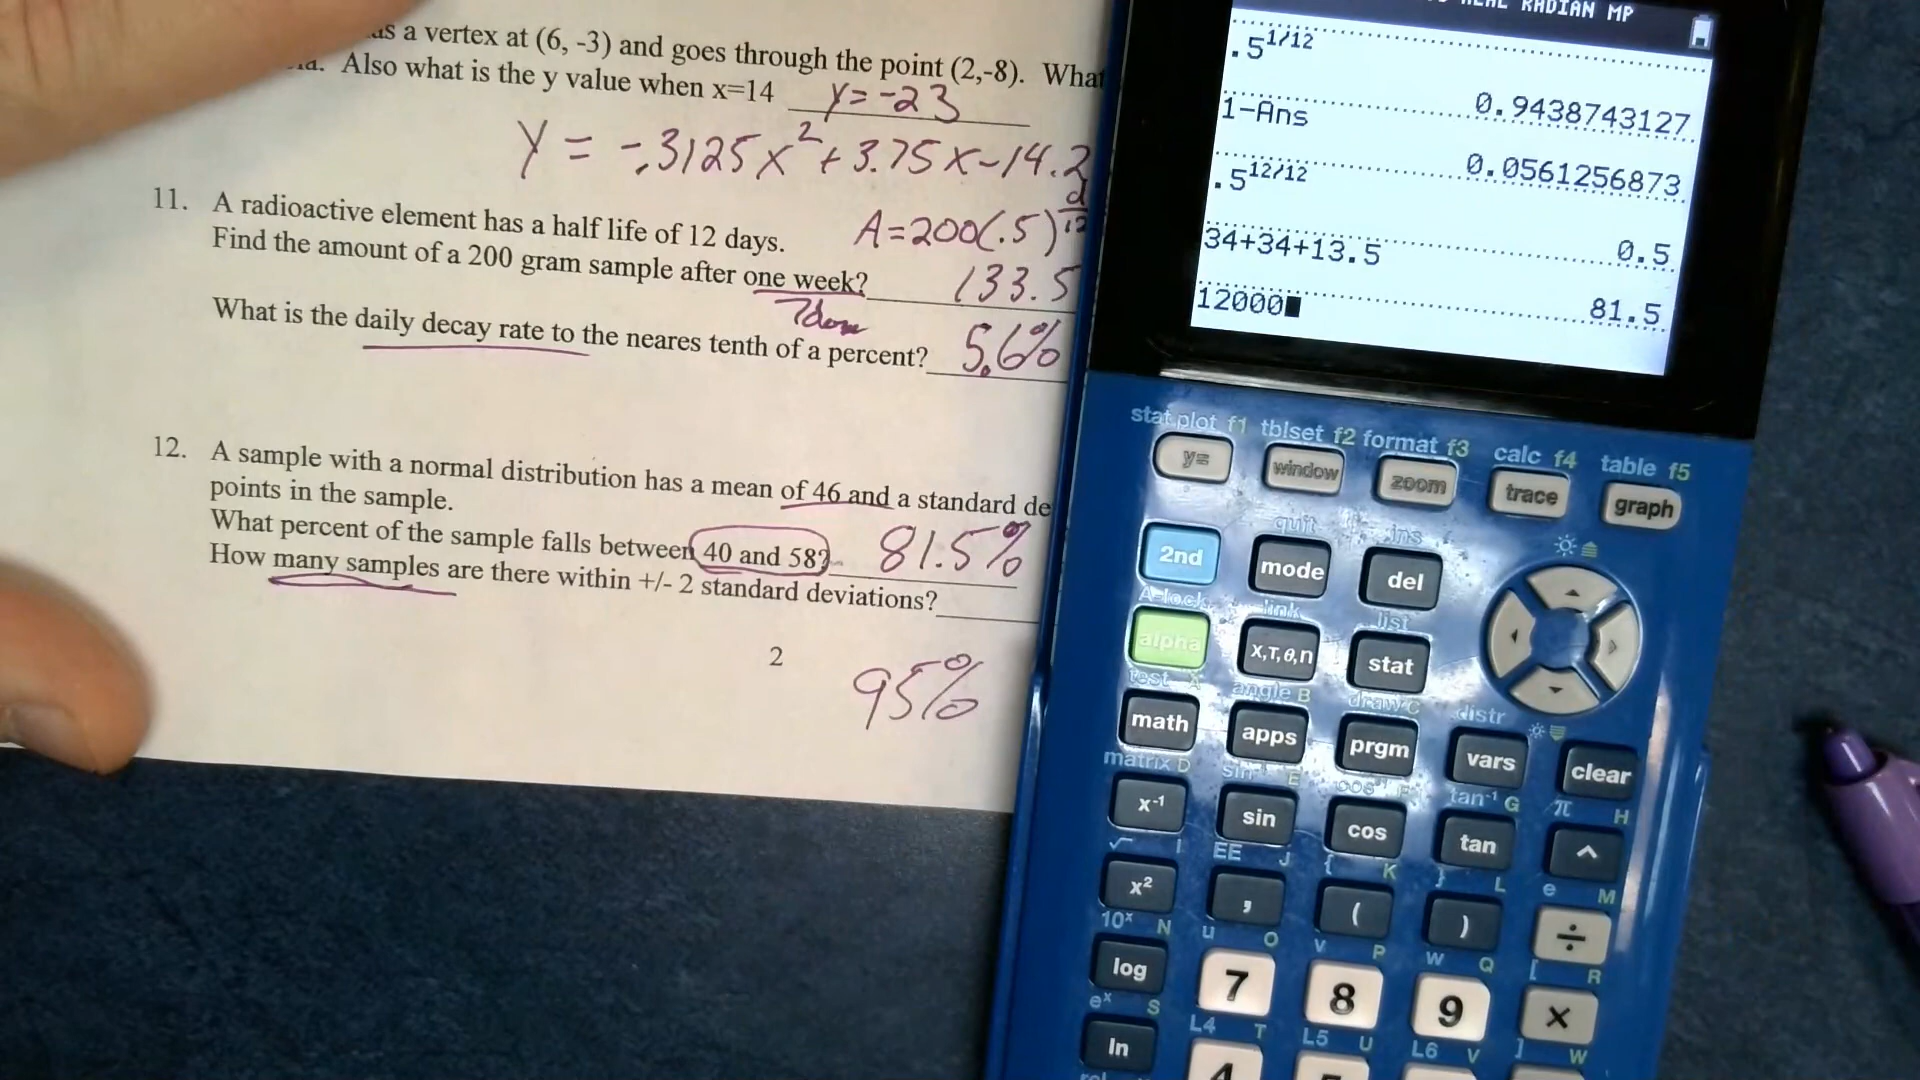 as a vertex at (6, -3) and goes through the point (2,-8). What
Also what is the y value when x=14 y=-23
Y = -.3125x² + 3.75x - 14.2
11. A radioactive element has a half life of 12 days. A=200(.5)^d/12
Find the amount of a 200 gram sample after one week? 133.5
7 days
What is the daily decay rate to the neares tenth of a percent? 5.6%
12. A sample with a normal distribution has a mean of 46 and a standard de
points in the sample.
What percent of the sample falls between 40 and 58? 81.5%
How many samples are there within +/- 2 standard deviations?
2
95%
REAL RADIAN MP
.5^1/12
0.9438743127
1-Ans
0.0561256873
.5^12/12
0.5
34+34+13.5
81.5
12000
stat plot f1 tblset f2 format f3 calc f4 table f5
y= window zoom trace graph
quit ins
2nd mode del
A-lock link list
alpha X,T,θ,n stat
test A angle B draw C distr
math apps prgm vars clear
matrix D sin⁻¹ E cos⁻¹ F tan⁻¹ G π H
x⁻¹ sin cos tan ^
√ I EE J { K } L e M
x² , ( ) ÷
10ˣ N u O v P w Q [ R
log 7 8 9 ×
eˣ S L4 T L5 U L6 V ] W
ln 4